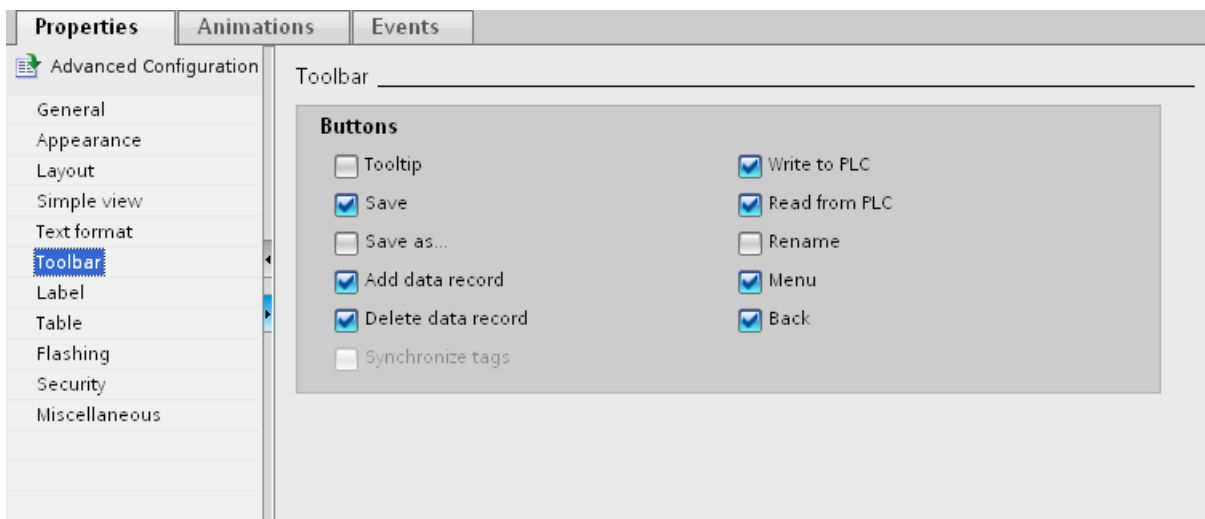 Properties Animations Events
Advanced Configuration
General
Appearance
Layout
Simple view
Text format
Toolbar
Label
Table
Flashing
Security
Miscellaneous
Toolbar
Buttons
Tooltip
Save
Save as...
Add data record
Delete data record
Synchronize tags
Write to PLC
Read from PLC
Rename
Menu
Back